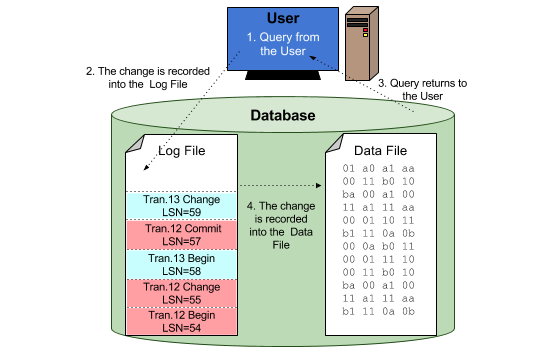 User
1. Query from
the User
2. The change is recorded
into the Log File
3. Query returns to
the User
Database
Log File
Tran.13 Change
LSN=59
Tran.12 Commit
LSN=57
Tran.13 Begin
LSN=58
Tran.12 Change
LSN=55
Tran.12 Begin
LSN=54
4. The change
is recorded
into the Data
File
Data File
01 a0 a1 aa
00 11 b0 10
ba 00 a1 00
11 a1 11 aa
00 01 10 11
b1 11 0a 0b
00 0a b0 11
00 01 11 10
00 11 b0 10
ba 00 a1 00
11 a1 11 aa
b1 11 0a 0b